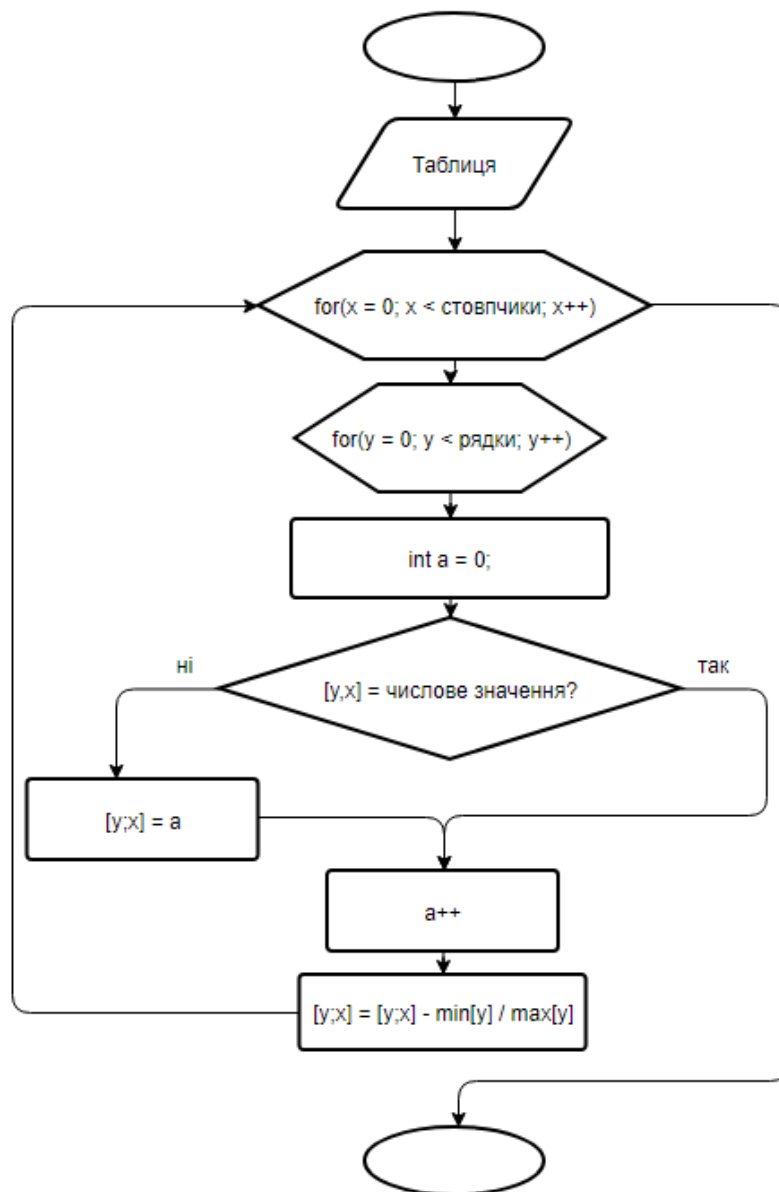 Таблиця
for(x = 0; x < стовпчики; x++)
for(y = 0; y < рядки; y++)
int a = 0;
ні
так
[y,x] = числове значення?
[y;x] = a
a++
[y;x] = [y;x] - min[y] / max[y]